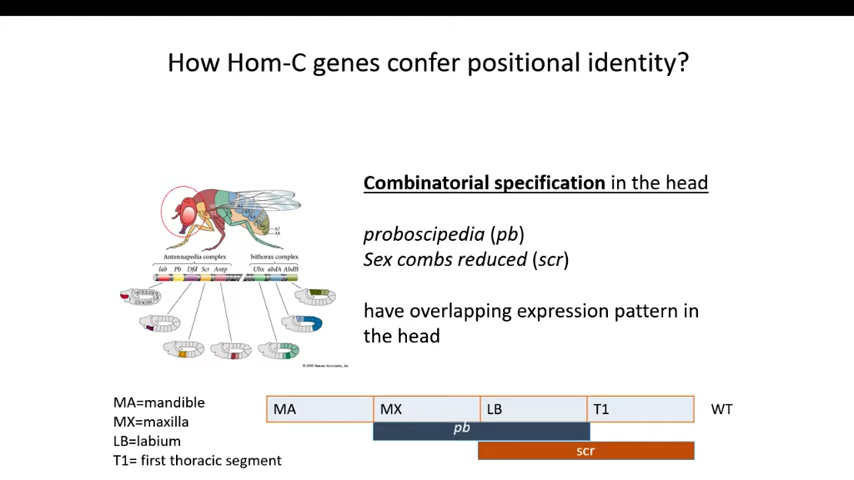 How Hom-C genes confer positional identity?
Combinatorial specification in the head
proboscipedia (pb)
Sex combs reduced (scr)
have overlapping expression pattern in
the head
Antennapedia complex bithorax complex
lab Pb Dfd Scr Antp Ubx abdA AbdB
MA=mandible
MX=maxilla
LB=labium
T1= first thoracic segment
MA MX LB T1 WT
pb
scr